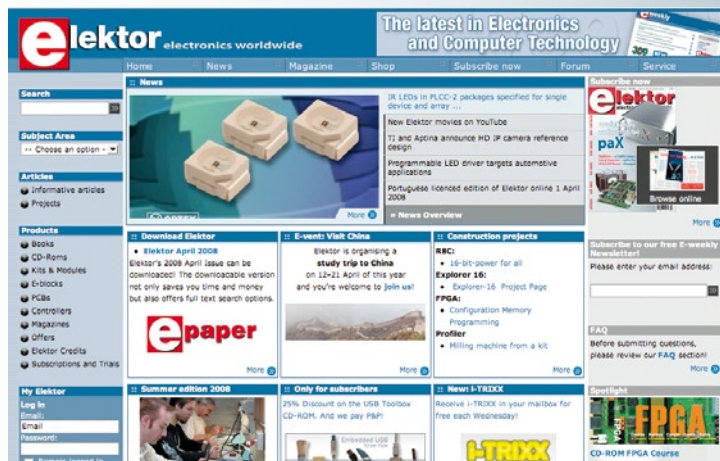 elektor electronics worldwide
The latest in Electronics
and Computer Technology
Home News Magazine Shop Subscribe now Forum Service
Search
Subject Area
-- Choose an option -
Articles
Informative articles
Projects
Products
Books
CD-Roms
Kits & Modules
E-blocks
PCBs
Controllers
Magazines
Offers
Elektor Credits
Subscriptions and Trials
My Elektor
Log in
Email:
Email
Password:
:: News
More
IR LEDs in PLCC-2 packages specified for single
device and array ...
New Elektor movies on YouTube
TI and Aptina announce HD IP camera reference
design
Programmable LED driver targets automotive
applications
Portuguese licenced edition of Elektor online 1 April
2008
» News Overview
:: Download Elektor
• Elektor April 2008
Elektor's 2008 April Issue can be
downloaded! The downloadable version
not only saves you time and money
but also offers full text search options.
e paper
More
:: E-vent: Visit China
Elektor is organising a
study trip to China
on 12–21 April of this year
and you're welcome to join us!
More
:: Construction projects
R8C:
• 16-bit-power for all
Explorer 16:
• Explorer-16 Project Page
FPGA:
• Configuration Memory
Programming
Profiler
• Milling machine from a kit
More
:: Summer edition 2008
:: Only for subscribers
25% Discount on the USB Toolbox
CD-ROM. And we pay P&P!
Embedded USB
:: New: i-TRIXX
Receive i-TRIXX in your mailbox for
free each Wednesday!
i-TRIXX
Subscribe now
elektor
paX
Browse online
More
Subscribe to our free E-weekly
Newsletter!
Please enter your email address:
FAQ
Before submitting questions,
please review our FAQ section!
More
Spotlight
FPGA
CD-ROM FPGA Course